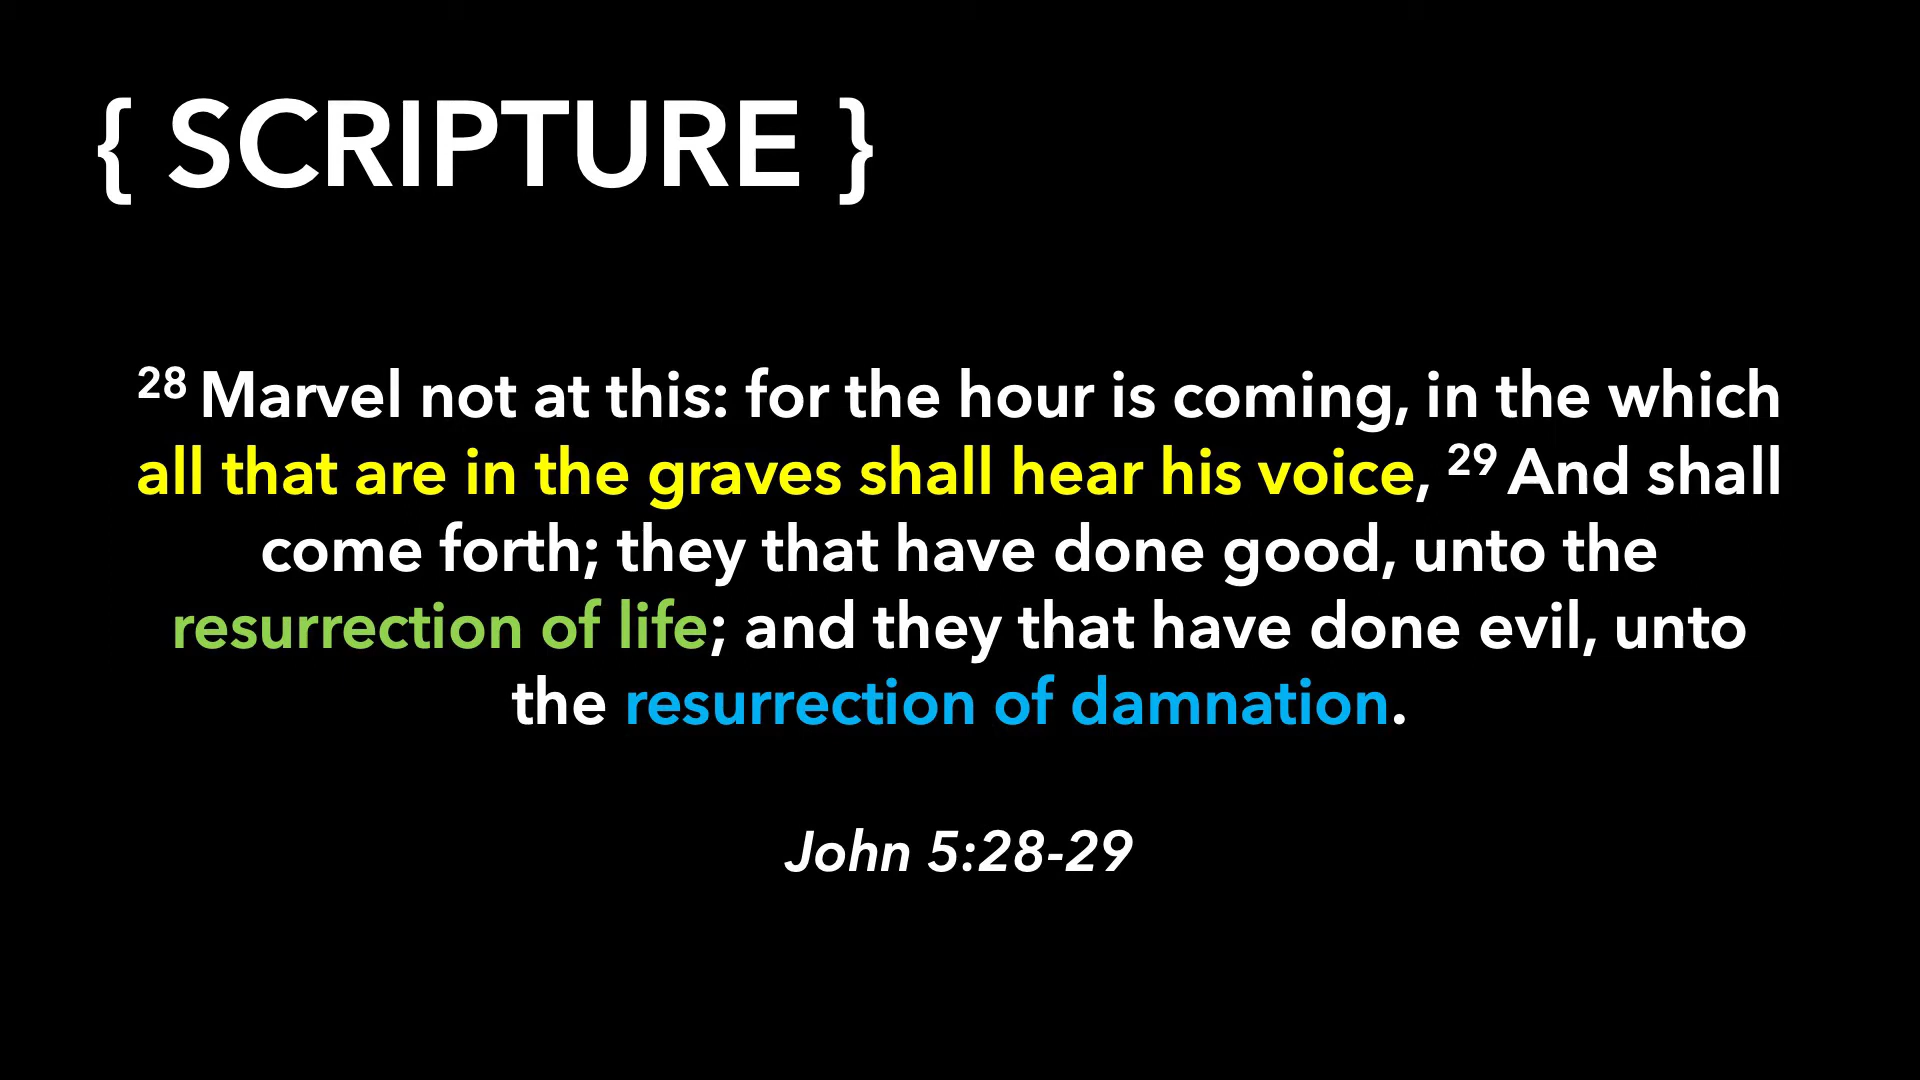 { SCRIPTURE }
28 Marvel not at this: for the hour is coming, in the which
all that are in the graves shall hear his voice, 29 And shall
come forth; they that have done good, unto the
resurrection of life; and they that have done evil, unto
the resurrection of damnation.
John 5:28-29